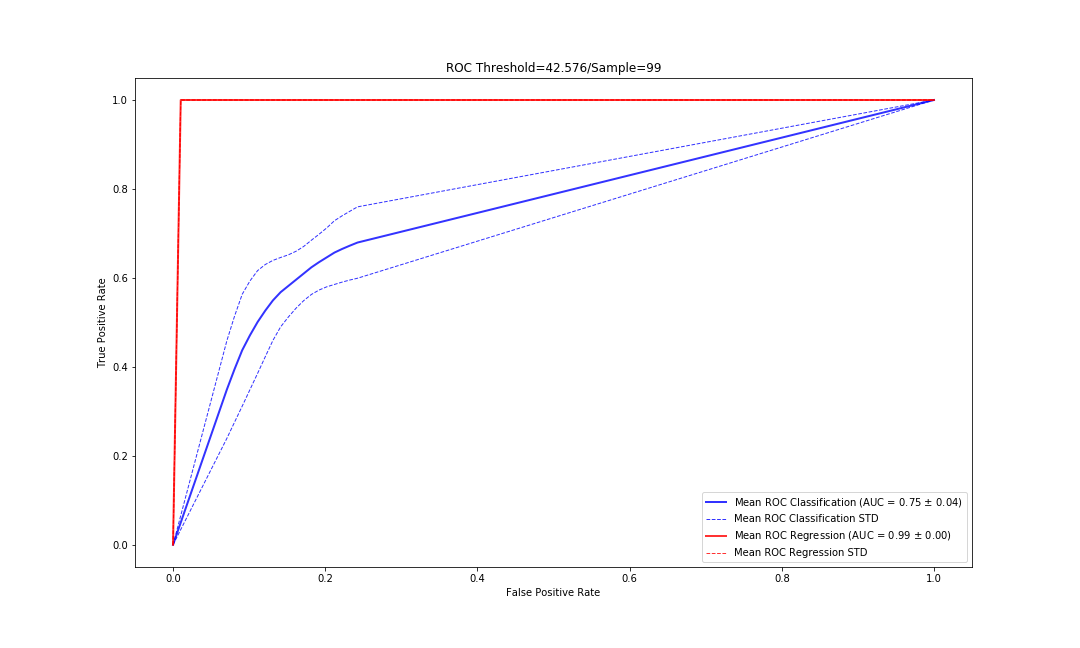 ROC Threshold=42.576/Sample=99
1.0
0.8
0.6
0.4
0.2
0.0
True Positive Rate
Mean ROC Classification (AUC = 0.75 ± 0.04)
Mean ROC Classification STD
Mean ROC Regression (AUC = 0.99 ± 0.00)
Mean ROC Regression STD
0.0 0.2 0.4 0.6 0.8 1.0
False Positive Rate